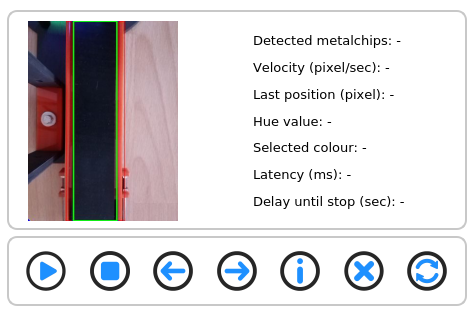 Detected metalchips: -
Velocity (pixel/sec): -
Last position (pixel): -
Hue value: -
Selected colour: -
Latency (ms): -
Delay until stop (sec): -